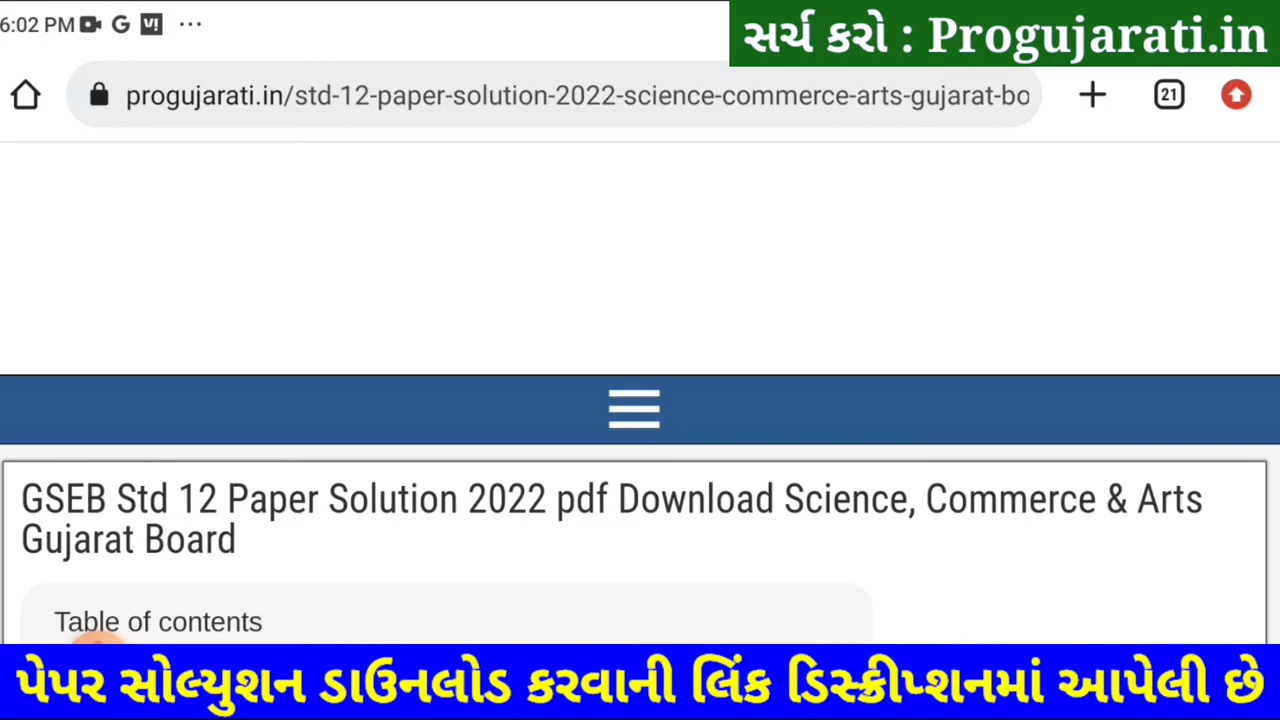 6:02 PM
સર્ચ કરો : Progujarati.in
progujarati.in/std-12-paper-solution-2022-science-commerce-arts-gujarat-bo
21
GSEB Std 12 Paper Solution 2022 pdf Download Science, Commerce & Arts
Gujarat Board
Table of contents
પેપર સોલ્યુશન ડાઉનલોડ કરવાની લિંક ડિસ્ક્રીપ્શનમાં આપેલી છે